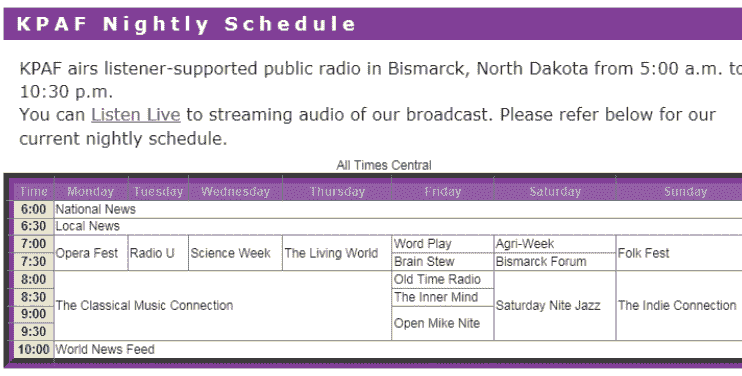 KPAF Nightly Schedule
KPAF airs listener-supported public radio in Bismarck, North Dakota from 5:00 a.m. to
10:30 p.m.
You can Listen Live to streaming audio of our broadcast. Please refer below for our
current nightly schedule.
All Times Central
Time Monday Tuesday Wednesday Thursday Friday Saturday Sunday
6:00 National News
6:30 Local News
7:00 Opera Fest Radio U Science Week The Living World Word Play Agri-Week Folk Fest
7:30 Brain Stew Bismarck Forum
8:00 The Classical Music Connection Old Time Radio Saturday Nite Jazz The Indie Connection
8:30 The Inner Mind
9:00 Open Mike Nite
9:30
10:00 World News Feed